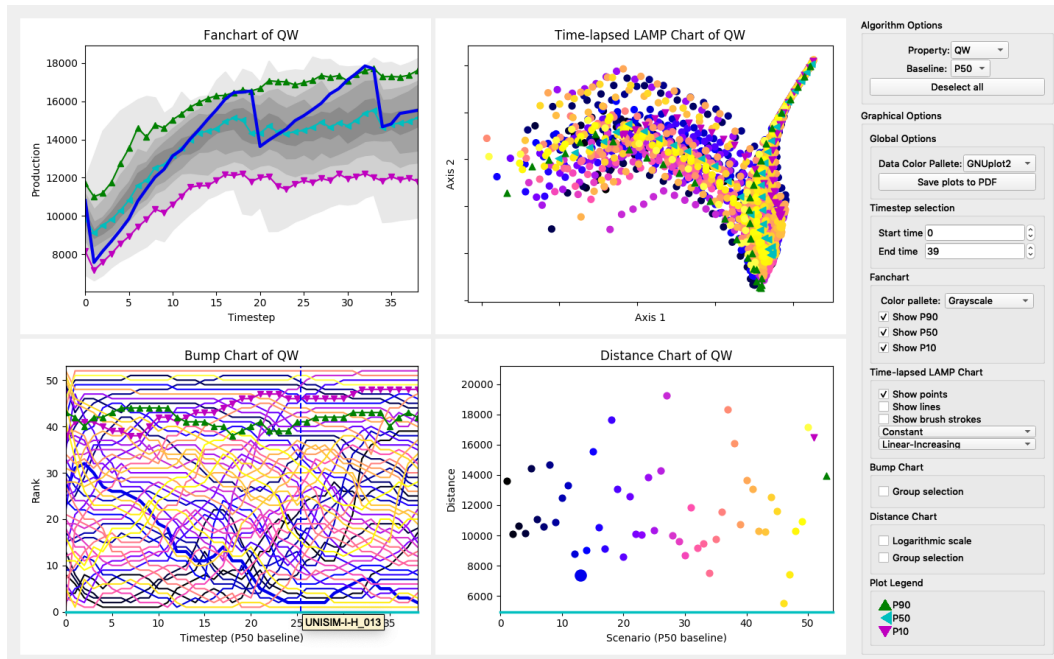 Fanchart of QW
18000
16000
14000
12000
10000
8000
Production
0 5 10 15 20 25 30 35
Timestep
Time-lapsed LAMP Chart of QW
Axis 2
Axis 1
Bump Chart of QW
50
40
30
20
10
0
Rank
0 5 10 15 20 35
UNISIM-I-H_013
Timestep (P50 baseline)
Distance Chart of QW
20000
18000
16000
14000
12000
10000
8000
6000
Distance
0 10 20 30 40 50
Scenario (P50 baseline)
Algorithm Options
Property: QW
Baseline: P50
Deselect all
Graphical Options
Global Options
Data Color Pallete: GNUplot2
Save plots to PDF
Timestep selection
Start time 0
End time 39
Fanchart
Color pallete: Grayscale
Show P90
Show P50
Show P10
Time-lapsed LAMP Chart
Show points
Show lines
Show brush strokes
Constant
Linear-Increasing
Bump Chart
Group selection
Distance Chart
Logarithmic scale
Group selection
Plot Legend
P90
P50
P10